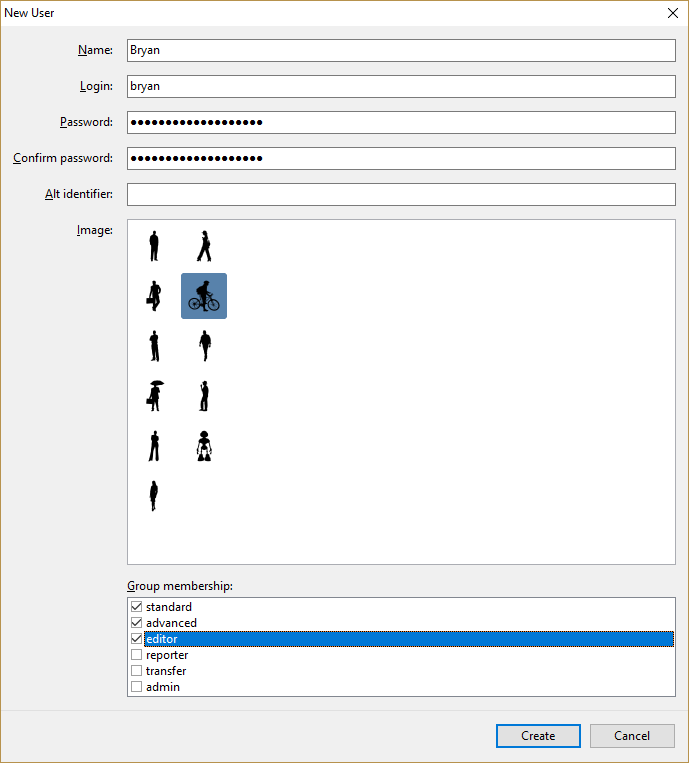 New User
Name: Bryan
Login: bryan
Password: ●●●●●●●●●●●●●●●●●●●
Confirm password: ●●●●●●●●●●●●●●●●●●●
Alt identifier:
Image:
Group membership:
standard
advanced
editor
reporter
transfer
admin
Create Cancel